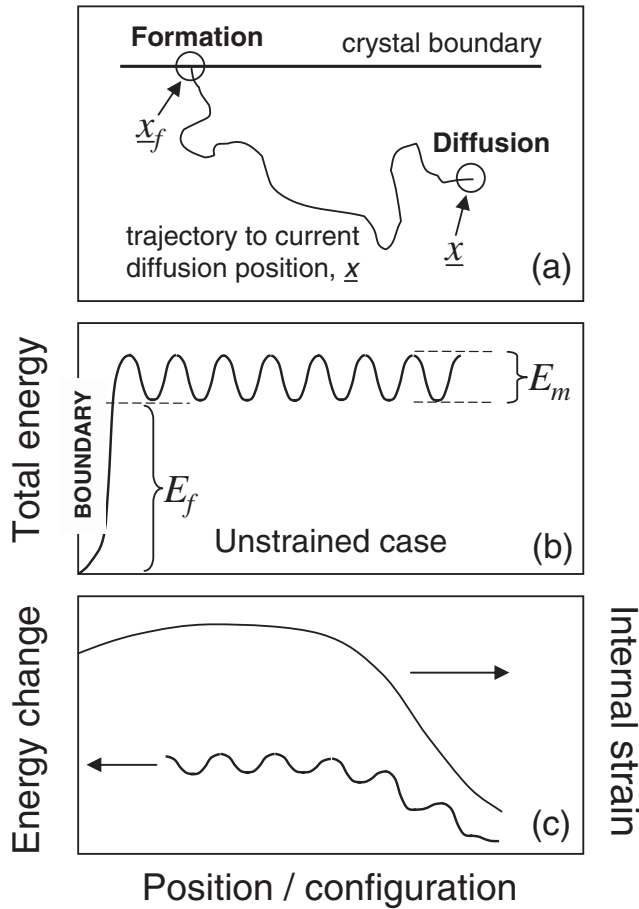 Formation
crystal boundary
x_f
Diffusion
trajectory to current
diffusion position, x
x
(a)
Total energy
BOUNDARY
E_m
E_f
Unstrained case
(b)
Energy change
Internal strain
(c)
Position / configuration